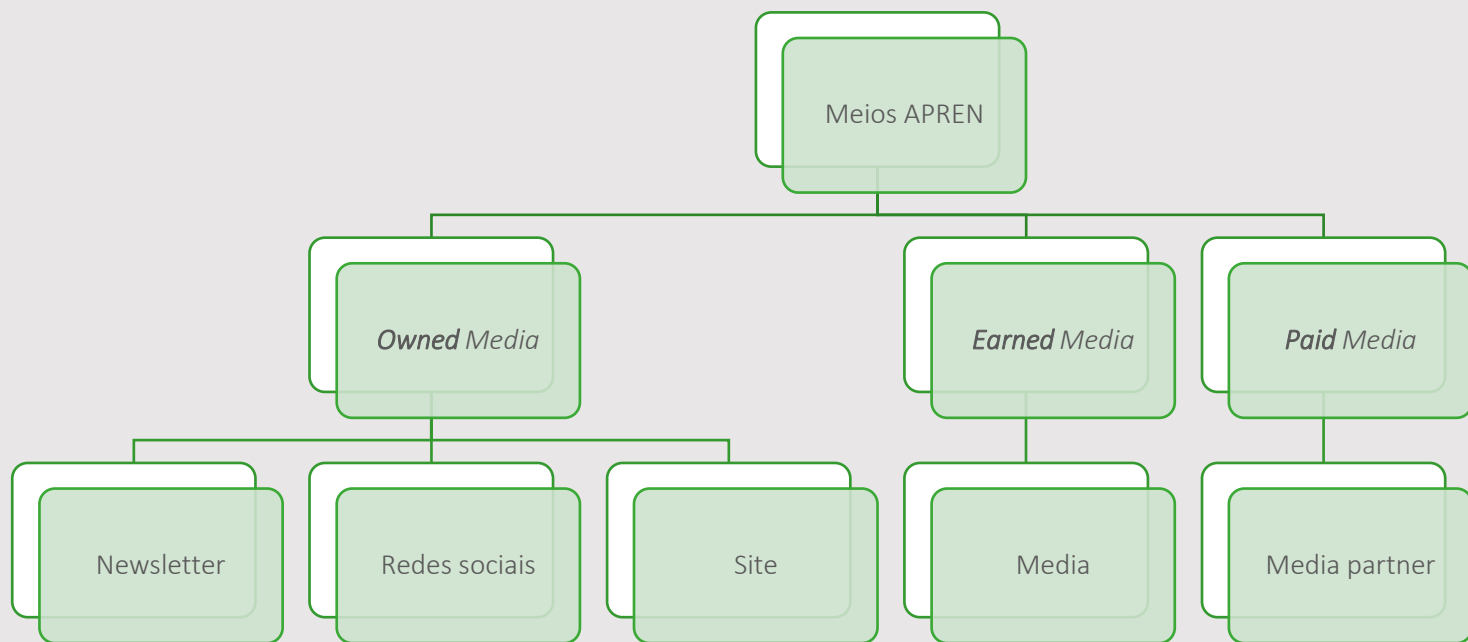 Meios APREN
Owned Media
Earned Media
Paid Media
Newsletter
Redes sociais
Site
Media
Media partner